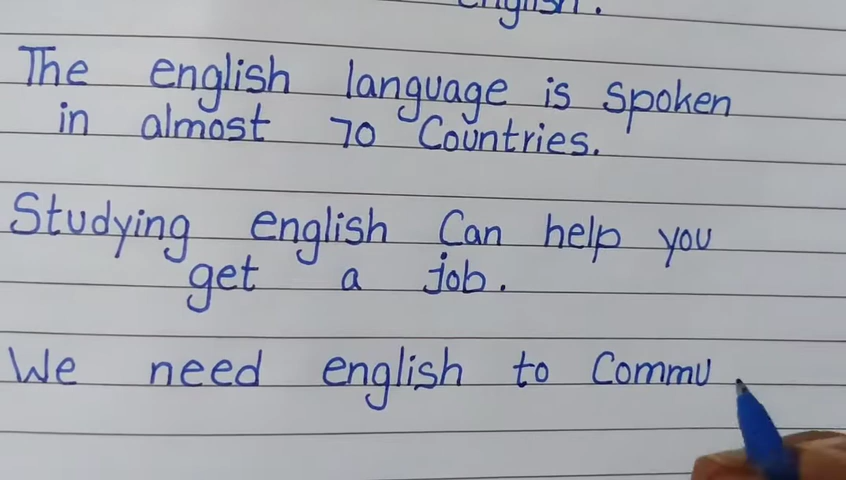 english.
The english language is spoken
in almost 70 Countries.
Studying english Can help you
get a job.
We need english to Commu